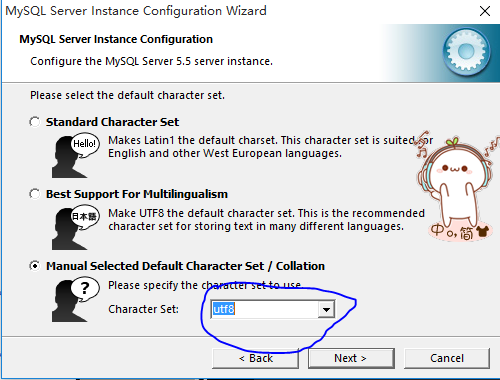 MySQL Server Instance Configuration Wizard
MySQL Server Instance Configuration
Configure the MySQL Server 5.5 server instance.
Please select the default character set.
Standard Character Set
Hello!
Makes Latin1 the default charset. This character set is suited for
English and other West European languages.
Best Support For Multilingualism
日本語
Make UTF8 the default character set. This is the recommended
character set for storing text in many different languages.
Manual Selected Default Character Set / Collation
?
Please specify the character set to use.
Character Set:
utf8
中 简
< Back
Next >
Cancel